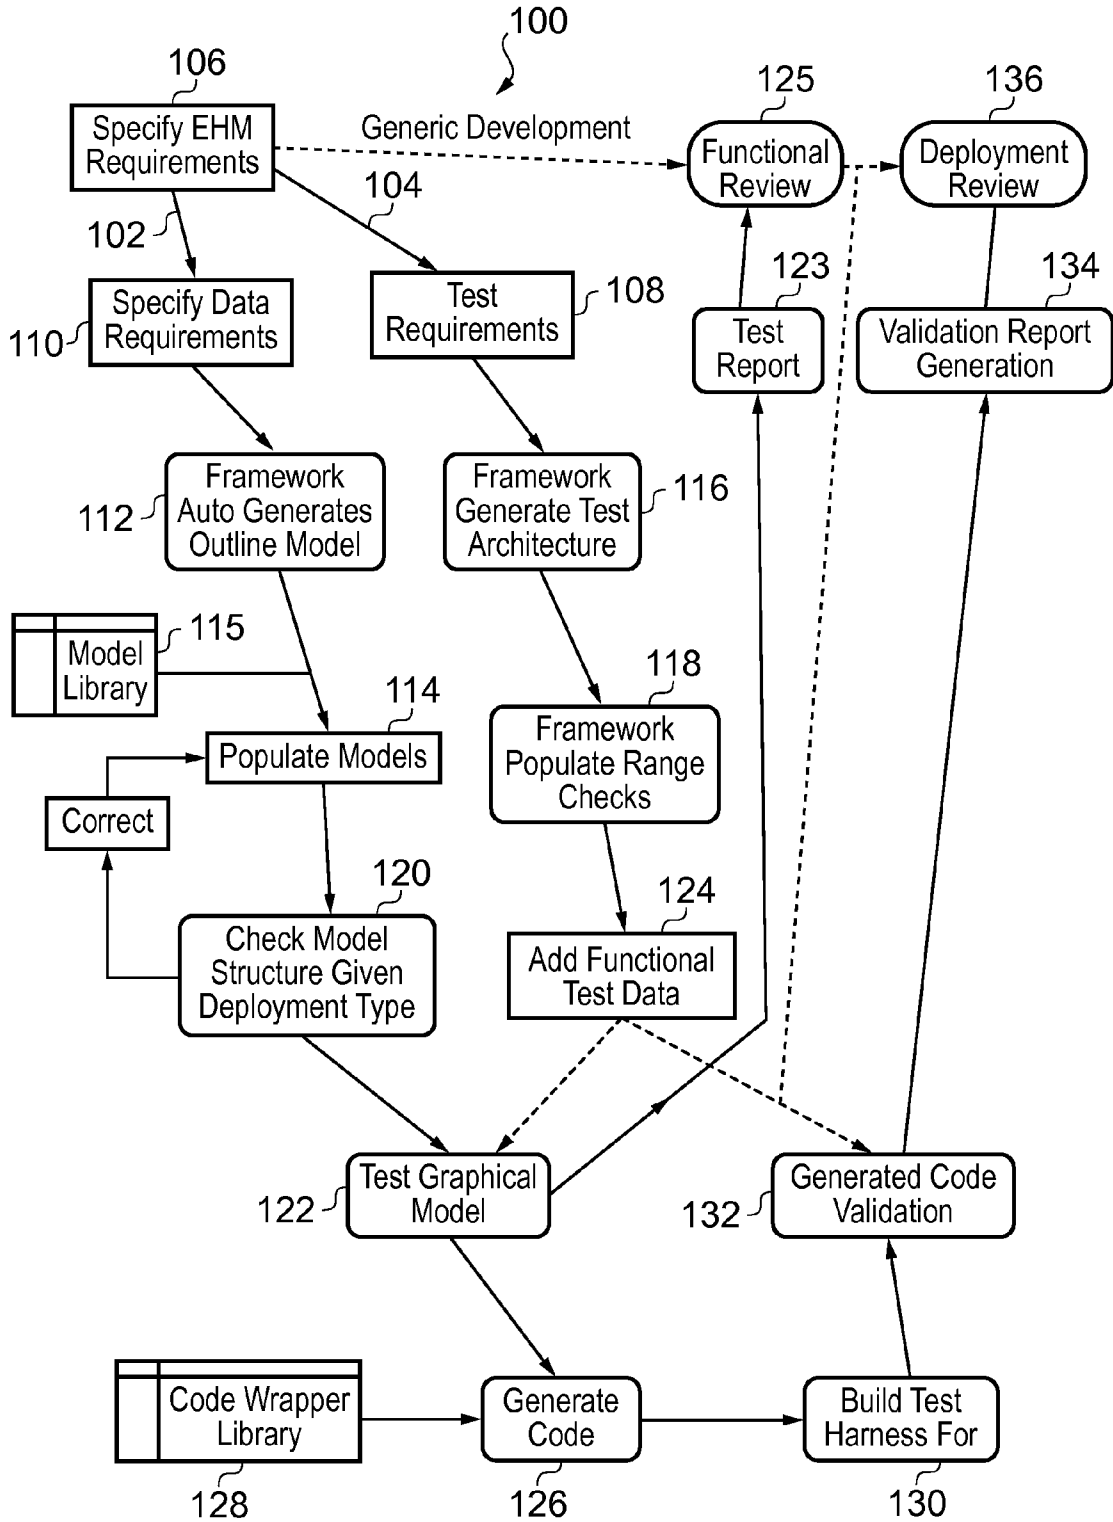 100
106
125
136
Specify EHM
Requirements
Generic Development
Functional
Review
Deployment
Review
102
104
110
Specify Data
Requirements
Test
Requirements
108
123
Test
Report
134
Validation Report
Generation
112
Framework
Auto Generates
Outline Model
Framework
Generate Test
Architecture
116
115
Model
Library
114
Populate Models
118
Framework
Populate Range
Checks
Correct
120
Check Model
Structure Given
Deployment Type
124
Add Functional
Test Data
122
Test Graphical
Model
132
Generated Code
Validation
Code Wrapper
Library
128
Generate
Code
126
Build Test
Harness For
130